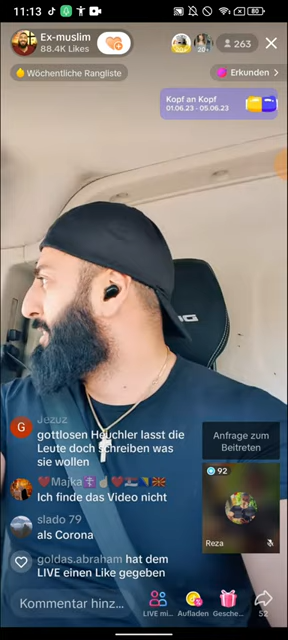 11:13
80
Ex-muslim
88.4K Likes
20+
263
Wöchentliche Rangliste
Erkunden >
Kopf an Kopf
01.06.23 - 05.06.23
Jezuz
gottlosen Heuchler lasst die
Leute doch schreiben was
sie wollen
Majka
Ich finde das Video nicht
slado 79
als Corona
goldas.abraham hat dem
LIVE einen Like gegeben
Anfrage zum
Beitreten
92
Reza
Kommentar hinz...
LIVE mi...
Aufladen
Gesche...
52